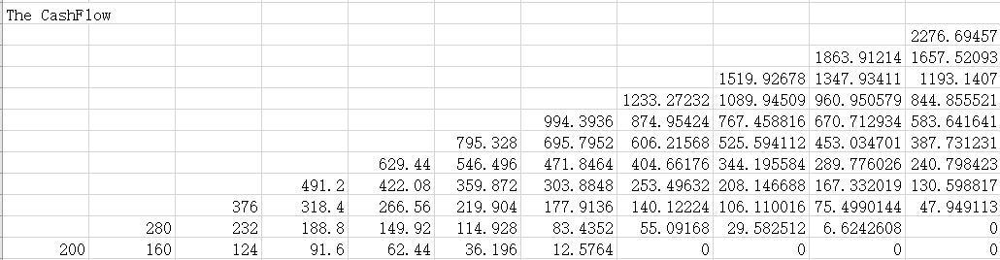 The CashFlow
2276.69457
1863.91214 1657.52093
1519.92678 1347.93411 1193.1407
1233.27232 1089.94509 960.950579 844.855521
994.3936 874.95424 767.458816 670.712934 583.641641
795.328 695.7952 606.21568 525.594112 453.034701 387.731231
629.44 546.496 471.8464 404.66176 344.195584 289.776026 240.798423
491.2 422.08 359.872 303.8848 253.49632 208.146688 167.332019 130.598817
376 318.4 266.56 219.904 177.9136 140.12224 106.110016 75.4990144 47.949113
280 232 188.8 149.92 114.928 83.4352 55.09168 29.582512 6.6242608 0
200 160 124 91.6 62.44 36.196 12.5764 0 0 0 0